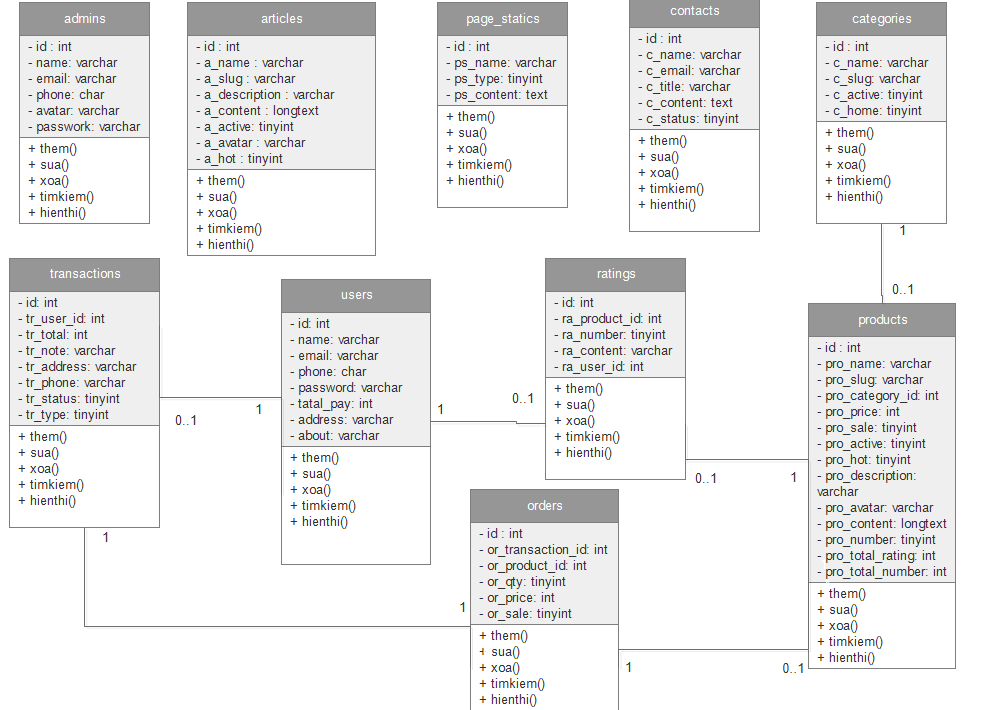 admins
- id : int
- name: varchar
- email: varchar
- phone: char
- avatar: varchar
- passwork: varchar
+ them()
+ sua()
+ xoa()
+ timkiem()
+ hienthi()
articles
- id : int
- a_name : varchar
- a_slug : varchar
- a_description : varchar
- a_content : longtext
- a_active: tinyint
- a_avatar : varchar
- a_hot : tinyint
+ them()
+ sua()
+ xoa()
+ timkiem()
+ hienthi()
page_statics
- id : int
- ps_name: varchar
- ps_type: tinyint
- ps_content: text
+ them()
+ sua()
+ xoa()
+ timkiem()
+ hienthi()
contacts
- id : int
- c_name: varchar
- c_email: varchar
- c_title: varchar
- c_content: text
- c_status: tinyint
+ them()
+ sua()
+ xoa()
+ timkiem()
+ hienthi()
categories
- id : int
- c_name: varchar
- c_slug: varchar
- c_active: tinyint
- c_home: tinyint
+ them()
+ sua()
+ xoa()
+ timkiem()
+ hienthi()
1
0..1
transactions
- id: int
- tr_user_id: int
- tr_total: int
- tr_note: varchar
- tr_address: varchar
- tr_phone: varchar
- tr_status: tinyint
- tr_type: tinyint
+ them()
+ sua()
+ xoa()
+ timkiem()
+ hienthi()
0..1
1
1
users
- id: int
- name: varchar
- email: varchar
- phone: char
- password: varchar
- tatal_pay: int
- address: varchar
- about: varchar
+ them()
+ sua()
+ xoa()
+ timkiem()
+ hienthi()
1
0..1
ratings
- id: int
- ra_product_id: int
- ra_number: tinyint
- ra_content: varchar
- ra_user_id: int
+ them()
+ sua()
+ xoa()
+ timkiem()
+ hienthi()
0..1
1
products
- id : int
- pro_name: varchar
- pro_slug: varchar
- pro_category_id: int
- pro_price: int
- pro_sale: tinyint
- pro_active: tinyint
- pro_hot: tinyint
- pro_description:
varchar
- pro_avatar: varchar
- pro_content: longtext
- pro_number: tinyint
- pro_total_rating: int
- pro_total_number: int
+ them()
+ sua()
+ xoa()
+ timkiem()
+ hienthi()
orders
- id : int
- or_transaction_id: int
- or_product_id: int
- or_qty: tinyint
- or_price: int
- or_sale: tinyint
+ them()
+ sua()
+ xoa()
+ timkiem()
+ hienthi()
1
1
0..1